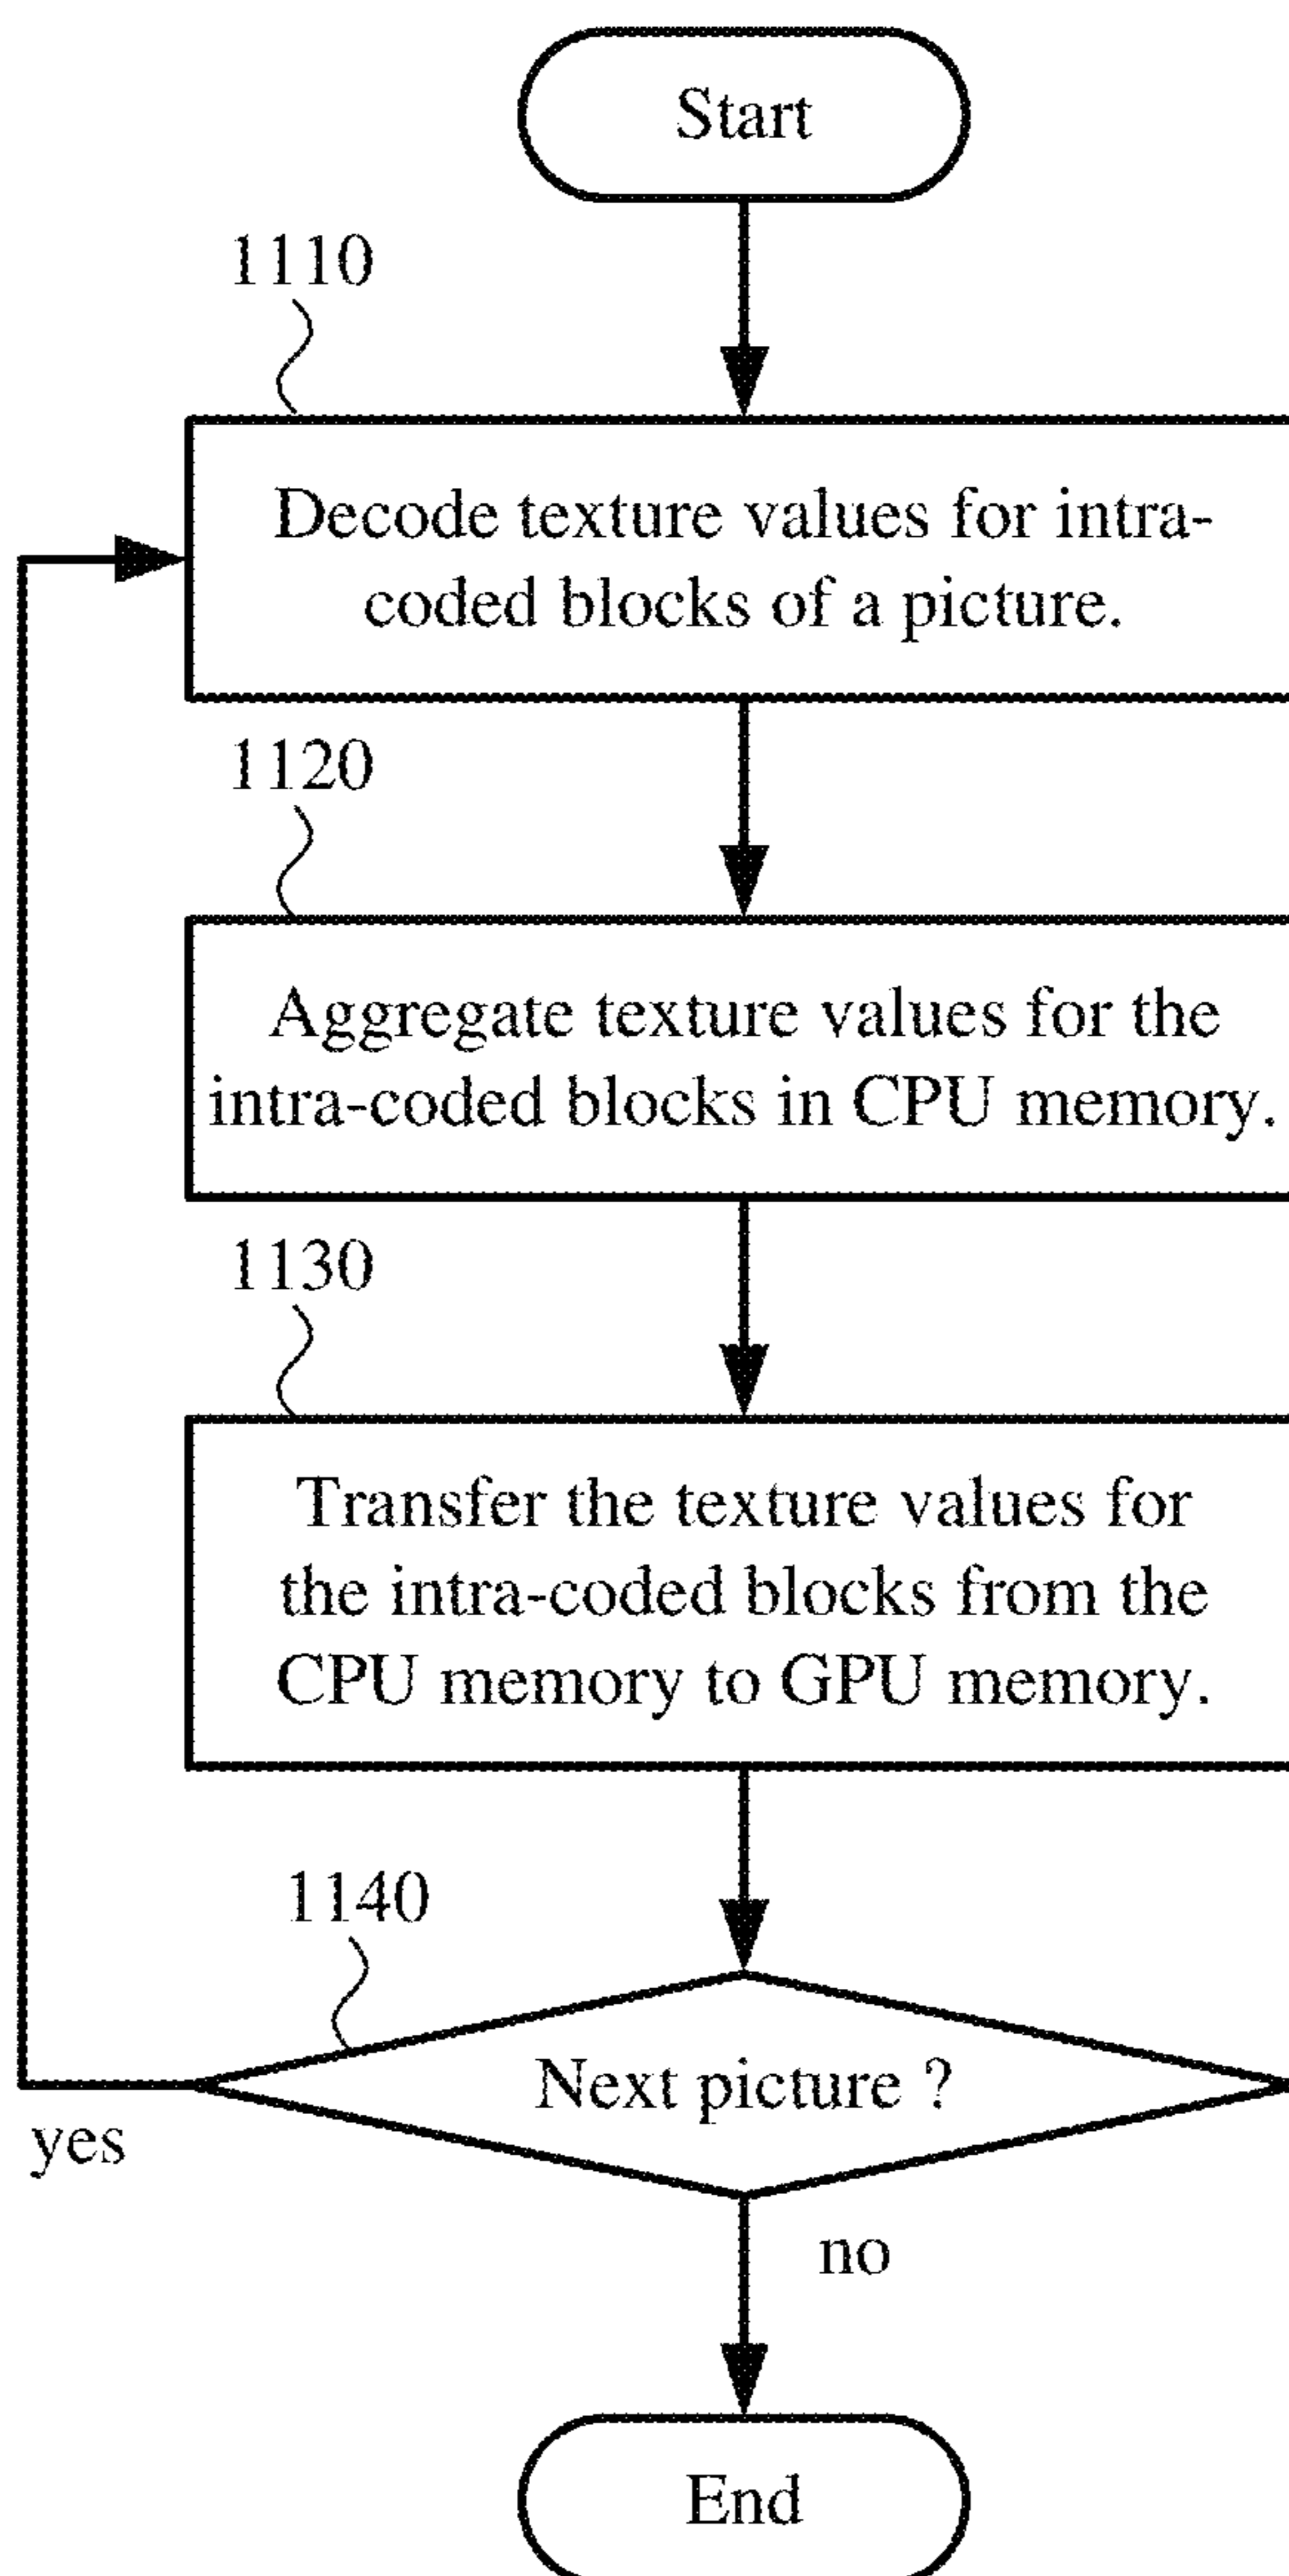 Start
1110
Decode texture values for intra-
coded blocks of a picture.
1120
Aggregate texture values for the
intra-coded blocks in CPU memory.
1130
Transfer the texture values for
the intra-coded blocks from the
CPU memory to GPU memory.
1140
Next picture ?
yes
no
End